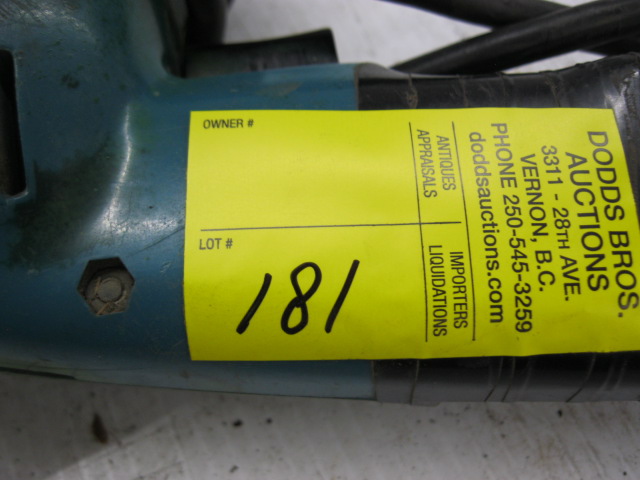 OWNER #
LOT #
181
ANTIQUES
APPRAISALS
IMPORTERS
LIQUIDATIONS
DODDS BROS.
AUCTIONS
3311 - 28TH AVE.
VERNON, B.C.
PHONE 250-545-3259
doddsauctions.com